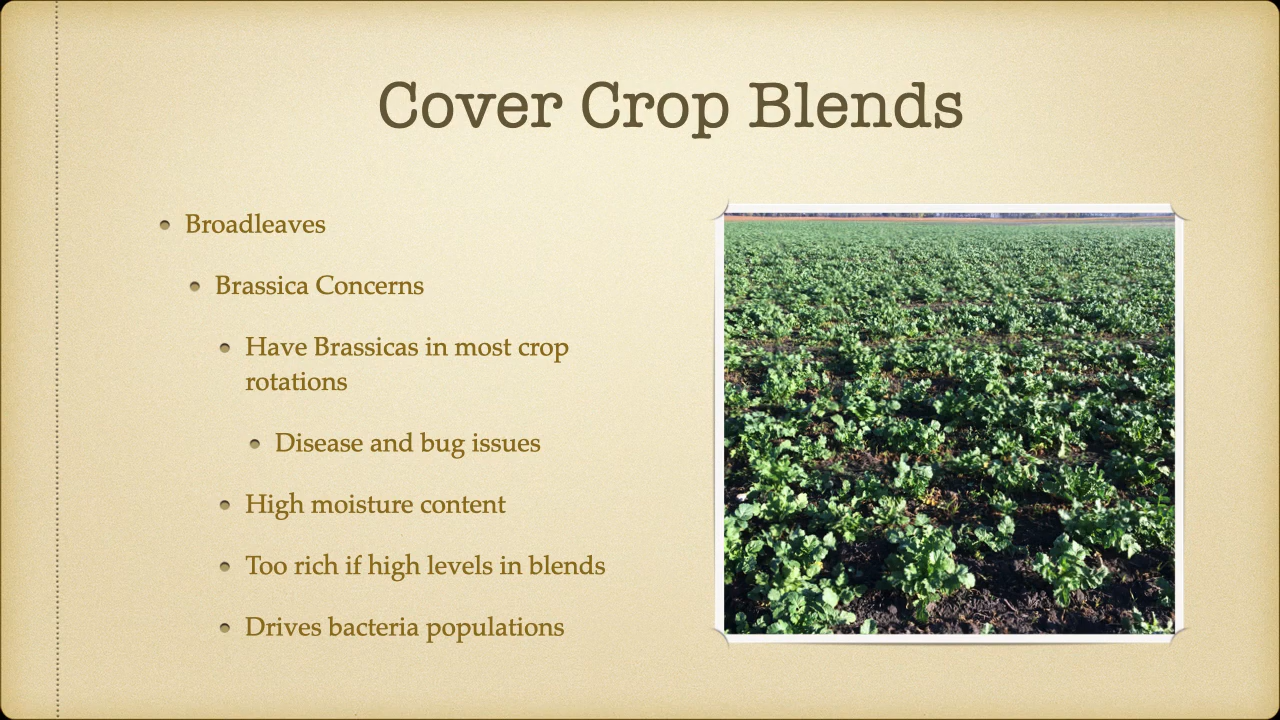 Cover Crop Blends
Broadleaves
Brassica Concerns
Have Brassicas in most crop
rotations
Disease and bug issues
High moisture content
Too rich if high levels in blends
Drives bacteria populations